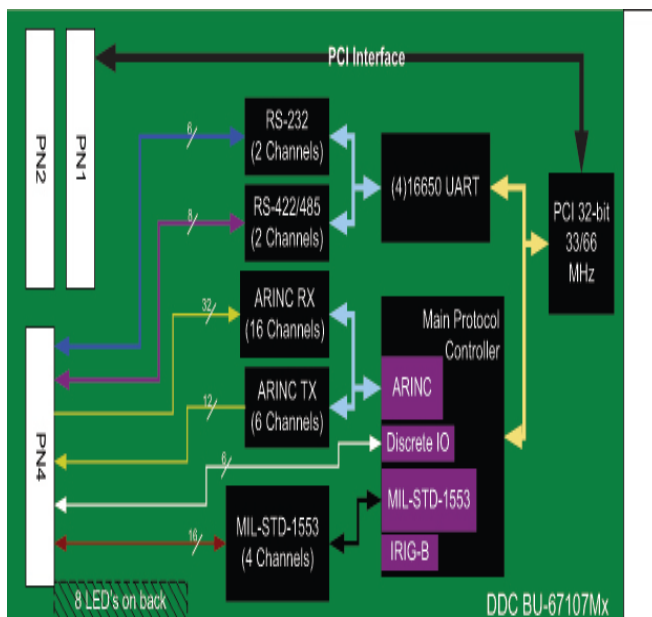 PCI Interface
PN2
PN1
RS-232
(2 Channels)
6
(4)16650 UART
RS-422/485
(2 Channels)
8
PCI 32-bit
33/66
MHz
ARINC RX
(16 Channels)
32
Main Protocol
Controller
ARINC
ARINC TX
(6 Channels)
12
PN4
Discrete IO
6
MIL-STD-1553
(4 Channels)
16
MIL-STD-1553
IRIG-B
8 LED's on back
DDC BU-67107Mx